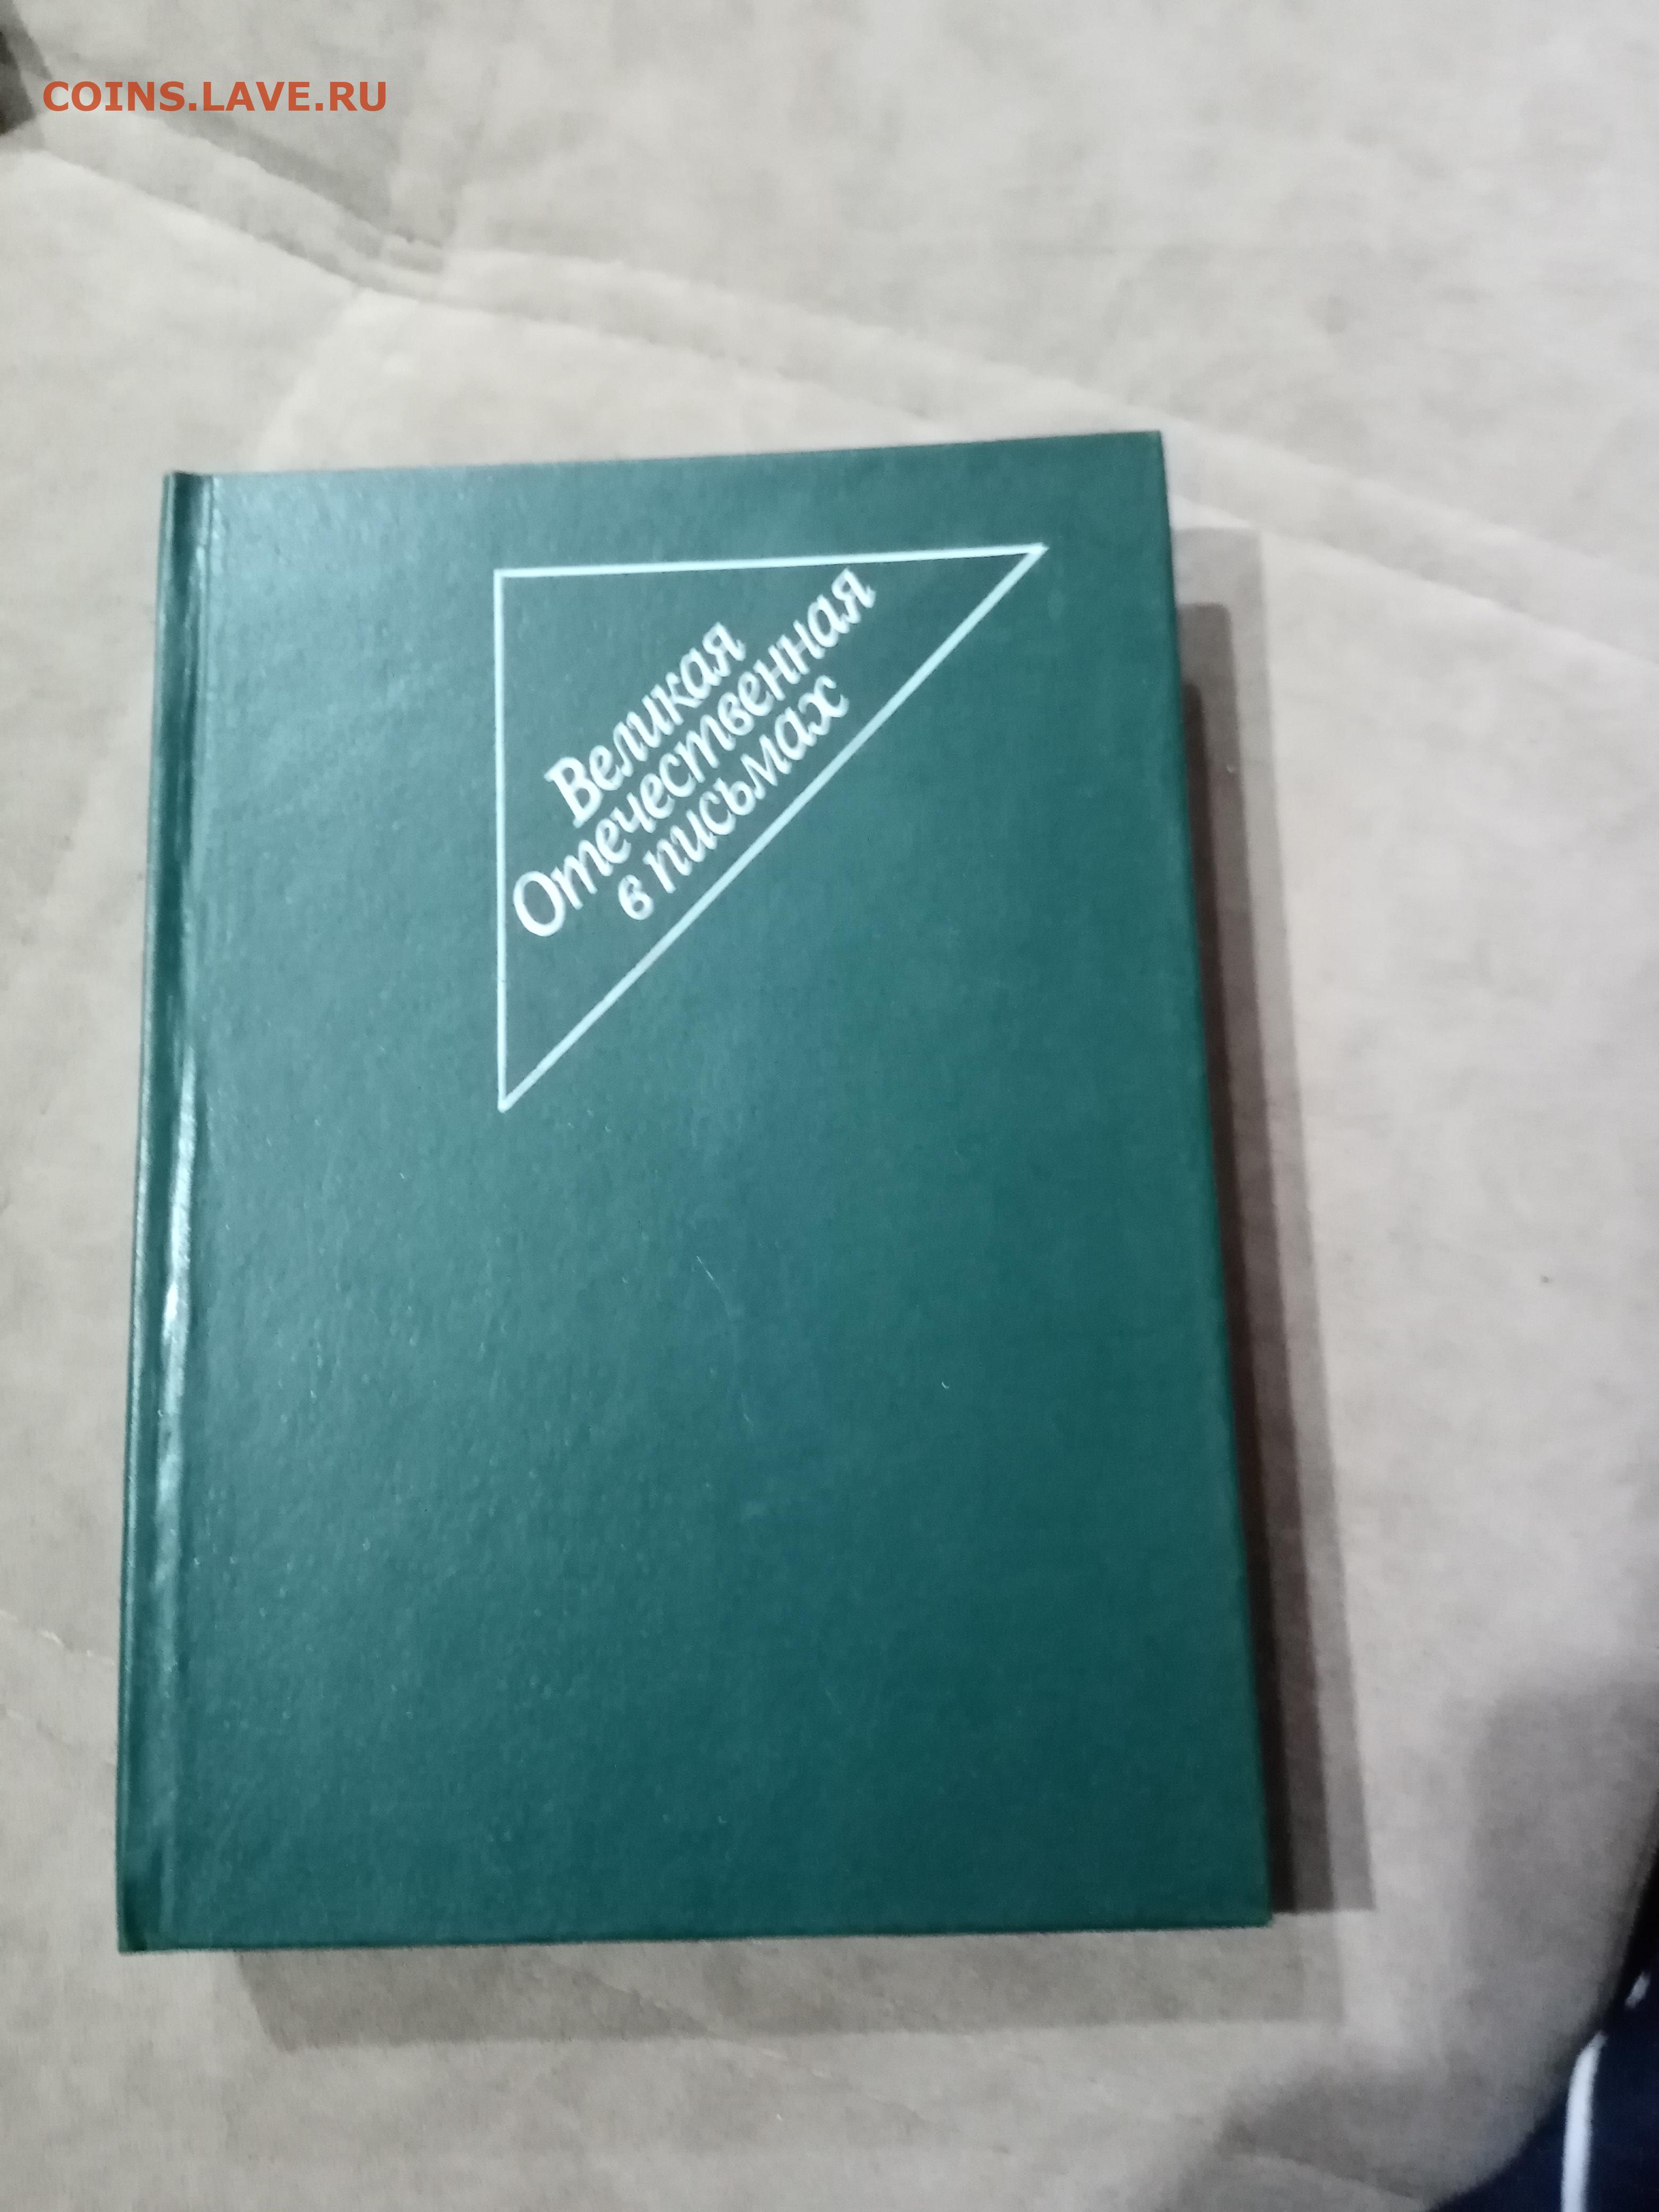 COINS.LAVE.RU
Великая
Отечественная
в письмах